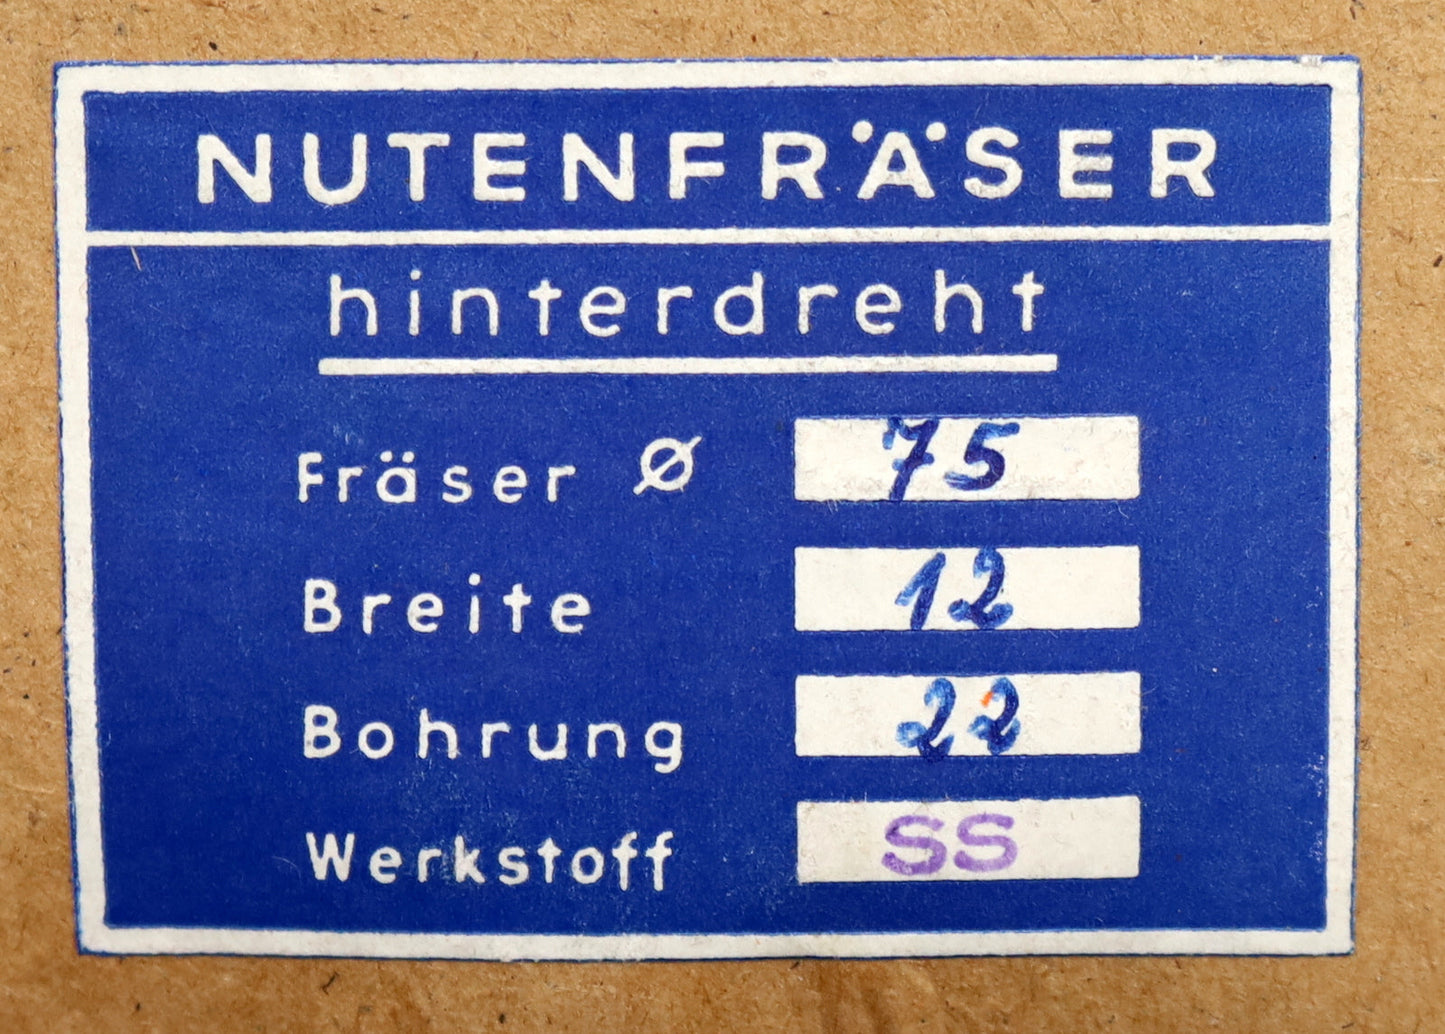 NUTENFRÄSER
hinterdreht
Fräser Ø 75
Breite 12
Bohrung 22
Werkstoff SS